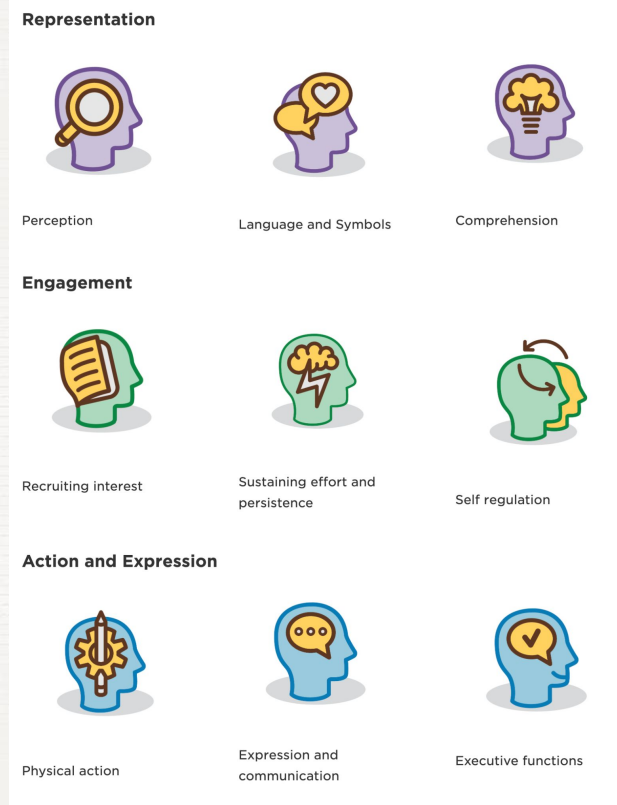 Representation
Perception
Language and Symbols
Comprehension
Engagement
Recruiting interest
Sustaining effort and
persistence
Self regulation
Action and Expression
Physical action
Expression and
communication
Executive functions